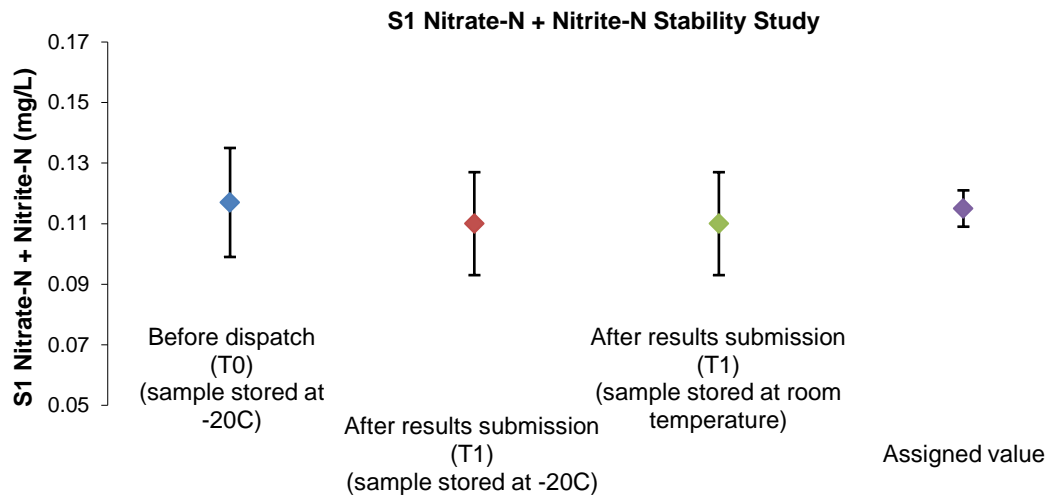 S1 Nitrate-N + Nitrite-N Stability Study
S1 Nitrate-N + Nitrite-N (mg/L)
0.17
0.15
0.13
0.11
0.09
0.07
0.05
Before dispatch
(T0)
(sample stored at
-20C)
After results submission
(T1)
(sample stored at -20C)
After results submission
(T1)
(sample stored at room
temperature)
Assigned value